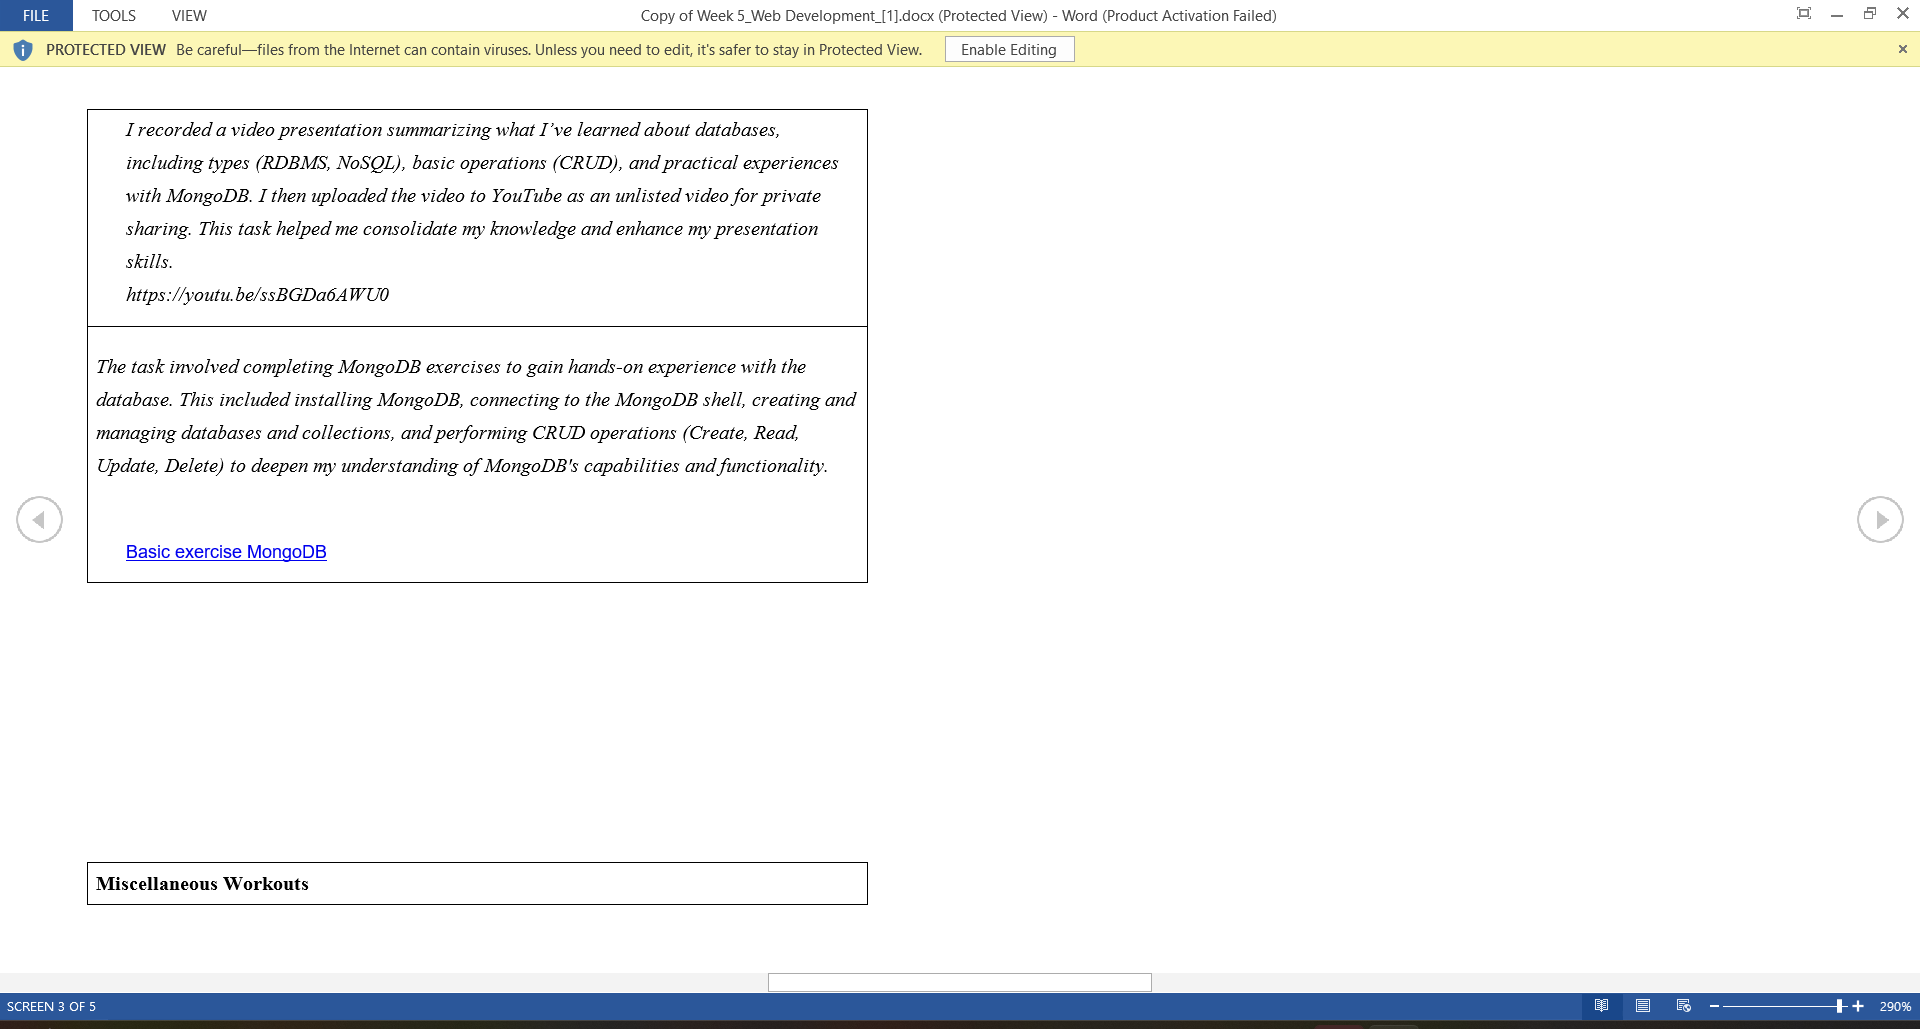 FILE TOOLS VIEW Copy of Week 5_Web Development_[1].docx (Protected View) - Word (Product Activation Failed)
PROTECTED VIEW Be careful—files from the Internet can contain viruses. Unless you need to edit, it's safer to stay in Protected View. Enable Editing
I recorded a video presentation summarizing what I’ve learned about databases,
including types (RDBMS, NoSQL), basic operations (CRUD), and practical experiences
with MongoDB. I then uploaded the video to YouTube as an unlisted video for private
sharing. This task helped me consolidate my knowledge and enhance my presentation
skills.
https://youtu.be/ssBGDa6AWU0
The task involved completing MongoDB exercises to gain hands-on experience with the
database. This included installing MongoDB, connecting to the MongoDB shell, creating and
managing databases and collections, and performing CRUD operations (Create, Read,
Update, Delete) to deepen my understanding of MongoDB's capabilities and functionality.
Basic exercise MongoDB
Miscellaneous Workouts
SCREEN 3 OF 5 290%